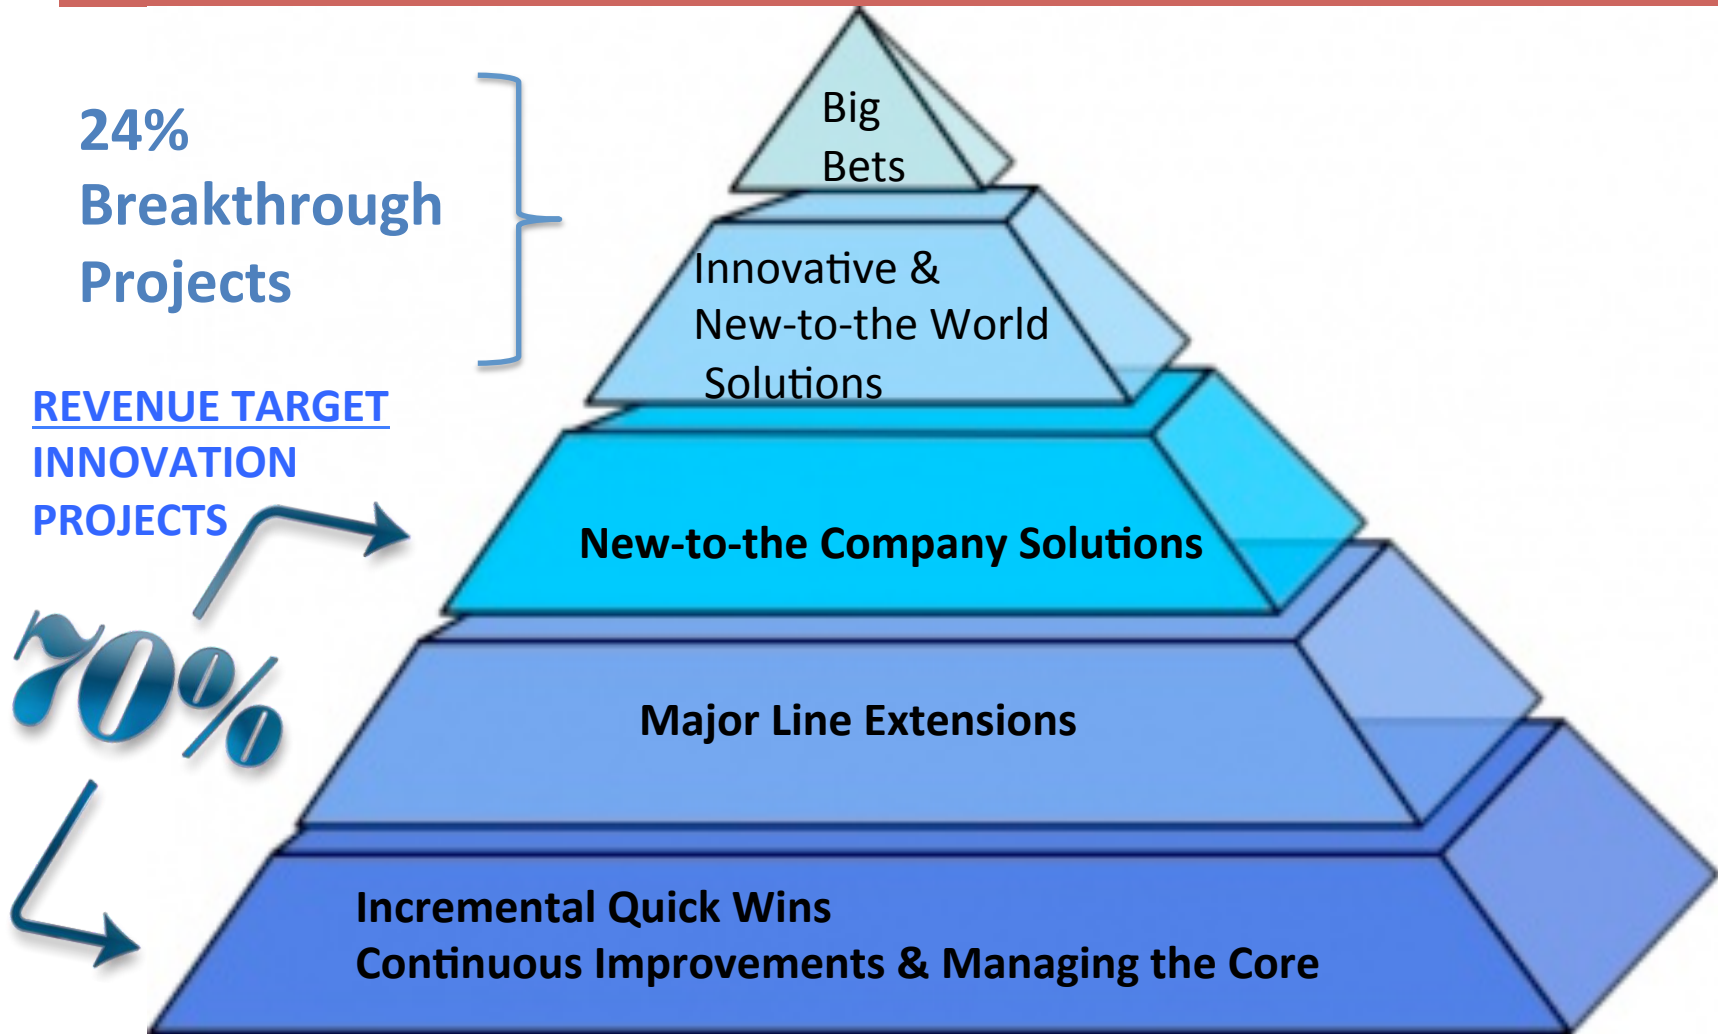 24%
Breakthrough
Projects
Big
Bets
Innovative &
New-to-the World
Solutions
REVENUE TARGET
INNOVATION
PROJECTS
70%
New-to-the Company Solutions
Major Line Extensions
Incremental Quick Wins
Continuous Improvements & Managing the Core